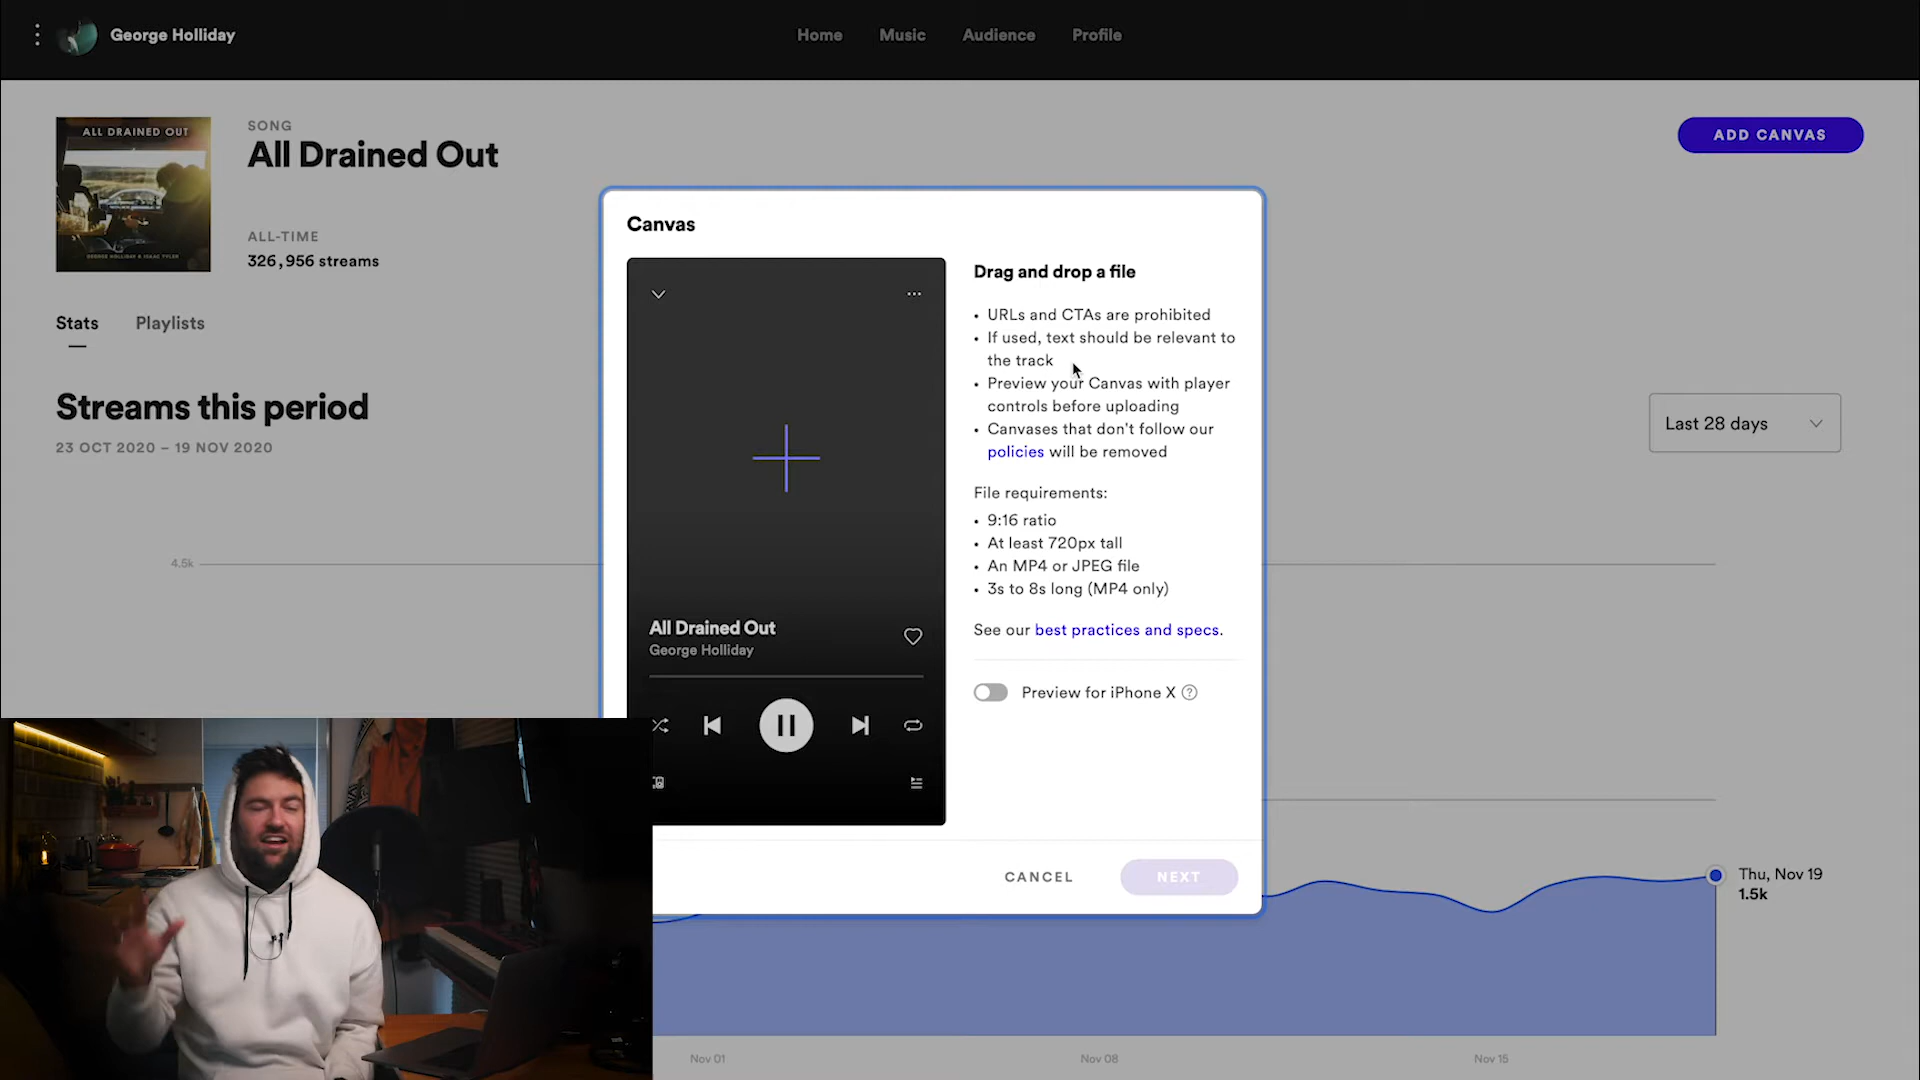 George Holliday
Home
Music
Audience
Profile
ALL DRAINED OUT
GEORGE HOLLIDAY & ISAAC TYLER
SONG
All Drained Out
ALL-TIME
326,956 streams
ADD CANVAS
Stats
Playlists
Streams this period
23 OCT 2020 – 19 NOV 2020
Last 28 days
4.5k
Canvas
All Drained Out
George Holliday
Drag and drop a file
• URLs and CTAs are prohibited
• If used, text should be relevant to
the track
• Preview your Canvas with player
controls before uploading
• Canvases that don't follow our
policies will be removed
File requirements:
• 9:16 ratio
• At least 720px tall
• An MP4 or JPEG file
• 3s to 8s long (MP4 only)
See our best practices and specs.
Preview for iPhone X ?
CANCEL
NEXT
Thu, Nov 19
1.5k
Nov 01
Nov 08
Nov 15